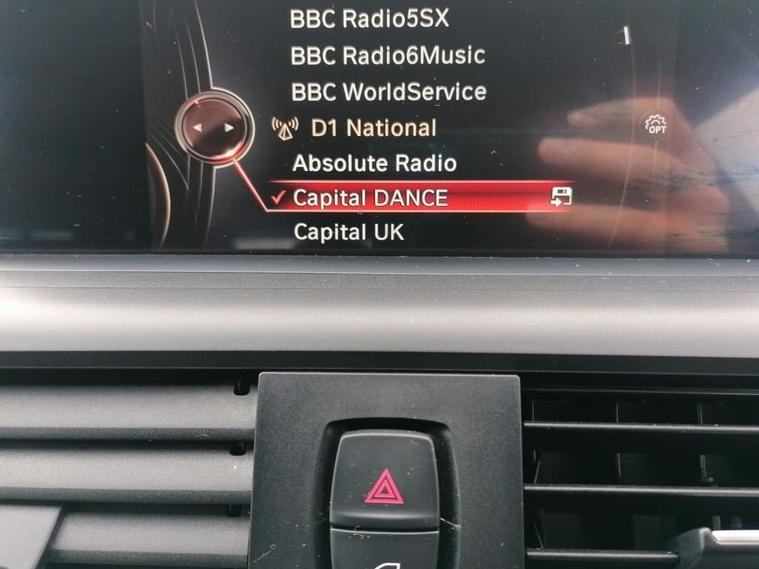 BBC Radio5SX
BBC Radio6Music
BBC WorldService
D1 National
OPT
Absolute Radio
Capital DANCE
Capital UK